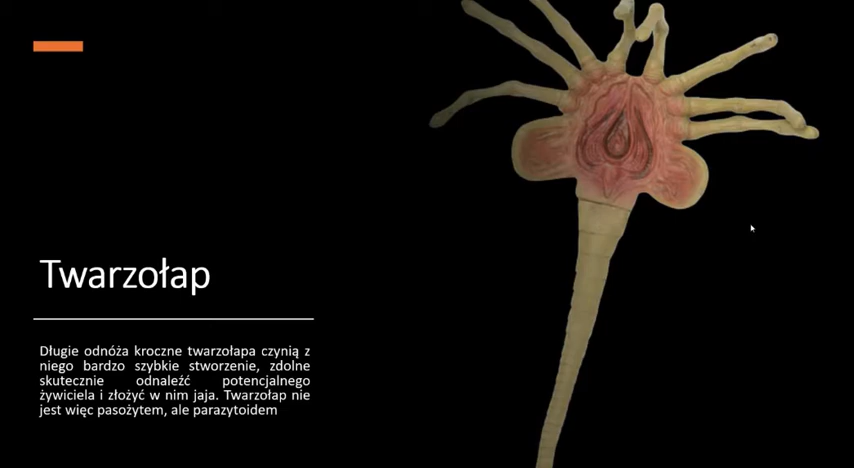 Twarzołap
Długie odnóża kroczne twarzołapa czynią z
niego bardzo szybkie stworzenie, zdolne
skutecznie odnaleźć potencjalnego
żywiciela i złożyć w nim jaja. Twarzołap nie
jest więc pasożytem, ale parazytoidem